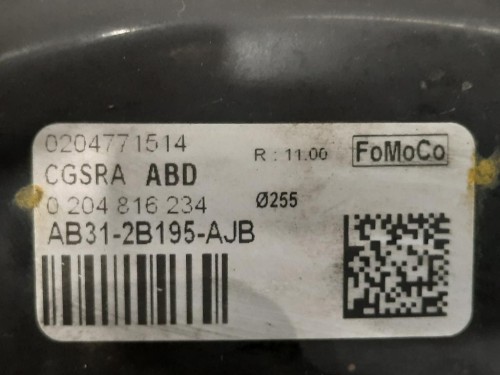 0204771514 R : 11.00 FoMoCo
CGSRA ABD
0 204 816 234 Ø255
AB31-2B195-AJB